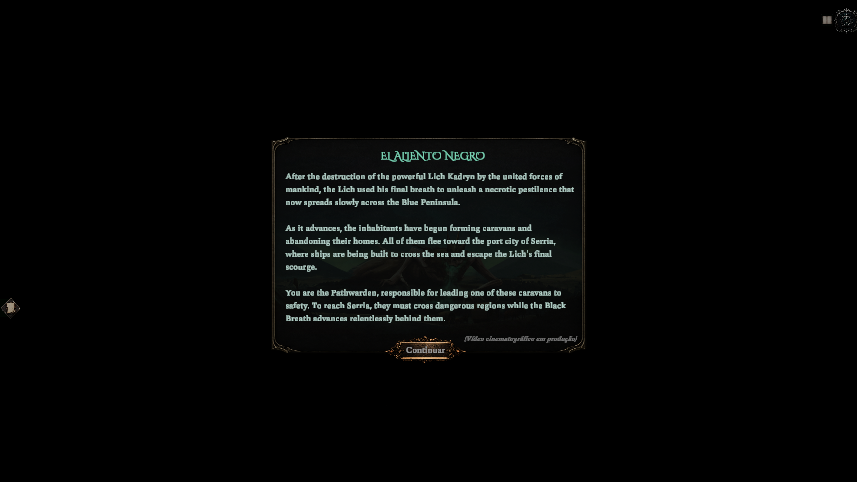 EL ALIENTO NEGRO
After the destruction of the powerful Lich Kadryn by the united forces of
mankind, the Lich used his final breath to unleash a necrotic pestilence that
now spreads slowly across the Blue Peninsula.
As it advances, the inhabitants have begun forming caravans and
abandoning their homes. All of them flee toward the port city of Serria,
where ships are being built to cross the sea and escape the Lich's final
scourge.
You are the Pathwarden, responsible for leading one of these caravans to
safety. To reach Serria, they must cross dangerous regions while the Black
Breath advances relentlessly behind them.
(Vídeo cinematográfico em produção)
Continuar